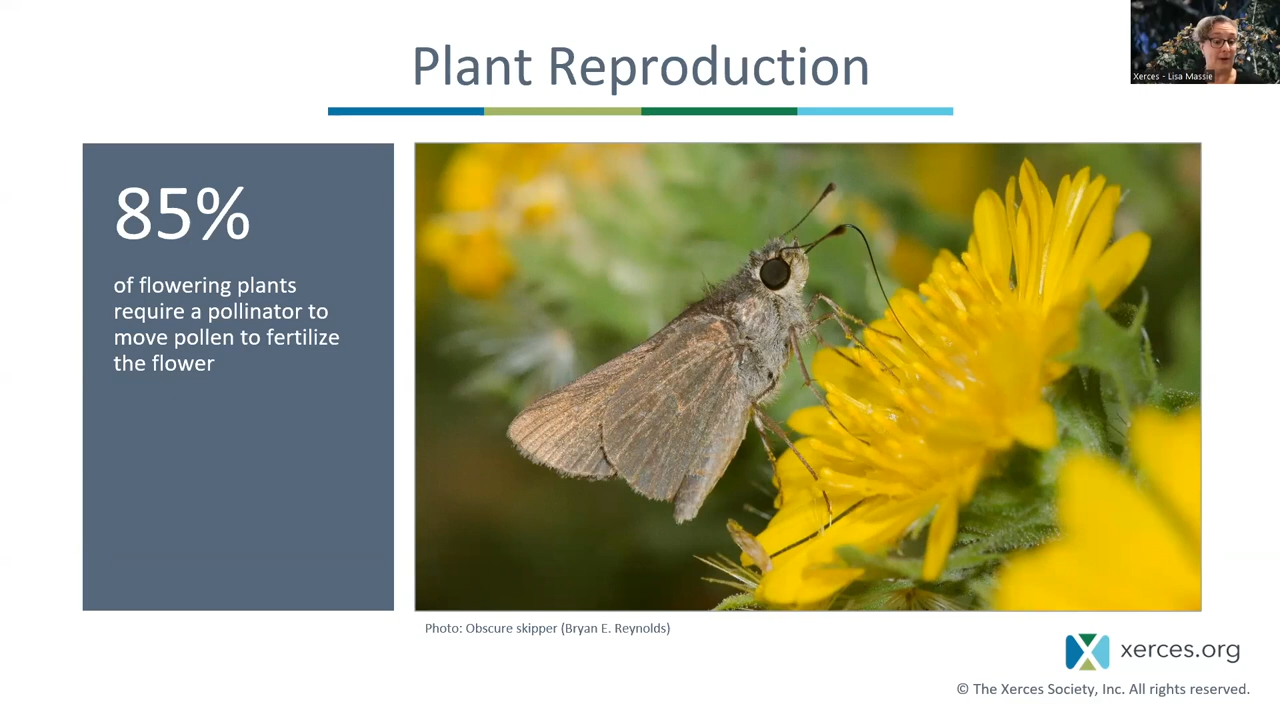 Plant Reproduction
Xerces - Lisa Massie
85%
of flowering plants
require a pollinator to
move pollen to fertilize
the flower
Photo: Obscure skipper (Bryan E. Reynolds)
xerces.org
© The Xerces Society, Inc. All rights reserved.